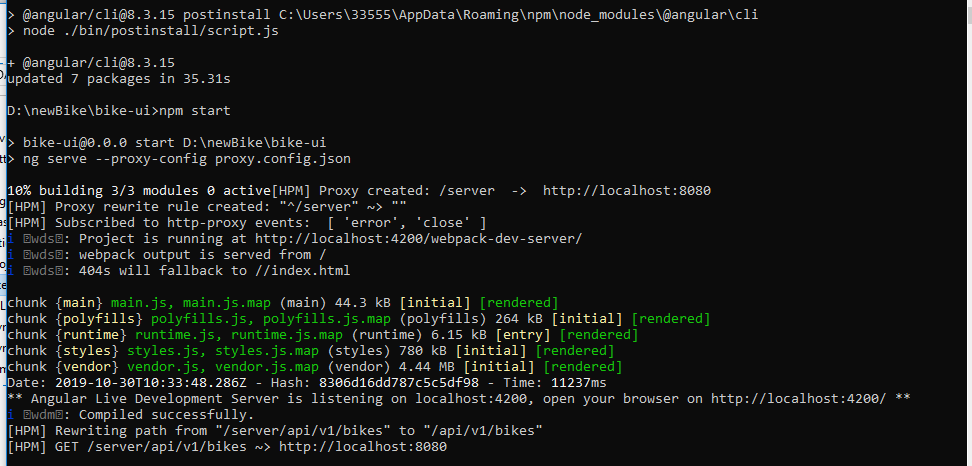 > @angular/cli@8.3.15 postinstall C:\Users\33555\AppData\Roaming\npm\node_modules\@angular\cli
> node ./bin/postinstall/script.js
+ @angular/cli@8.3.15
updated 7 packages in 35.31s
D:\newBike\bike-ui>npm start
> bike-ui@0.0.0 start D:\newBike\bike-ui
> ng serve --proxy-config proxy.config.json
10% building 3/3 modules 0 active[HPM] Proxy created: /server  ->  http://localhost:8080
[HPM] Proxy rewrite rule created: "^/server" ~> ""
[HPM] Subscribed to http-proxy events:  [ 'error', 'close' ]
i wds: Project is running at http://localhost:4200/webpack-dev-server/
i wds: webpack output is served from /
i wds: 404s will fallback to //index.html
chunk {main} main.js, main.js.map (main) 44.3 kB [initial] [rendered]
chunk {polyfills} polyfills.js, polyfills.js.map (polyfills) 264 kB [initial] [rendered]
chunk {runtime} runtime.js, runtime.js.map (runtime) 6.15 kB [entry] [rendered]
chunk {styles} styles.js, styles.js.map (styles) 780 kB [initial] [rendered]
chunk {vendor} vendor.js, vendor.js.map (vendor) 4.44 MB [initial] [rendered]
Date: 2019-10-30T10:33:48.286Z - Hash: 8306d16dd787c5c5df98 - Time: 11237ms
** Angular Live Development Server is listening on localhost:4200, open your browser on http://localhost:4200/ **
i wdm: Compiled successfully.
[HPM] Rewriting path from "/server/api/v1/bikes" to "/api/v1/bikes"
[HPM] GET /server/api/v1/bikes ~> http://localhost:8080